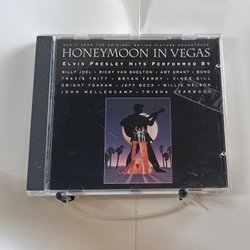 MUSIC FROM THE ORIGINAL MOTION PICTURE SOUNDTRACK
HONEYMOON IN VEGAS
ELVIS PRESLEY HITS PERFORMED BY
BILLY JOEL • RICKY VAN SHELTON • AMY GRANT • BONO
TRAVIS TRITT • BRYAN FERRY • VINCE GILL
DWIGHT YOAKAM • JEFF BECK • WILLIE NELSON
JOHN MELLENCAMP • TRISHA YEARWOOD